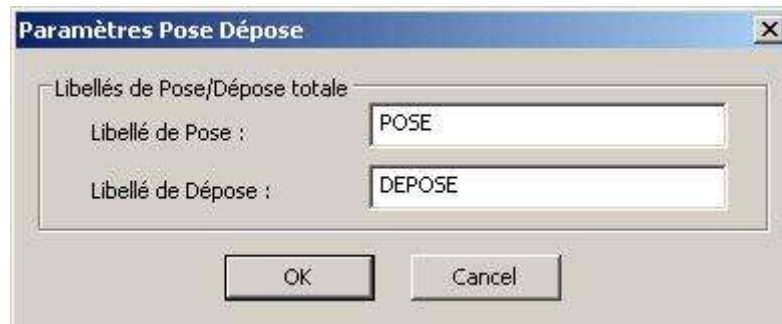 Paramètres Pose Dépose
Libellés de Pose/Dépose totale
Libellé de Pose : POSE
Libellé de Dépose : DEPOSE
OK Cancel